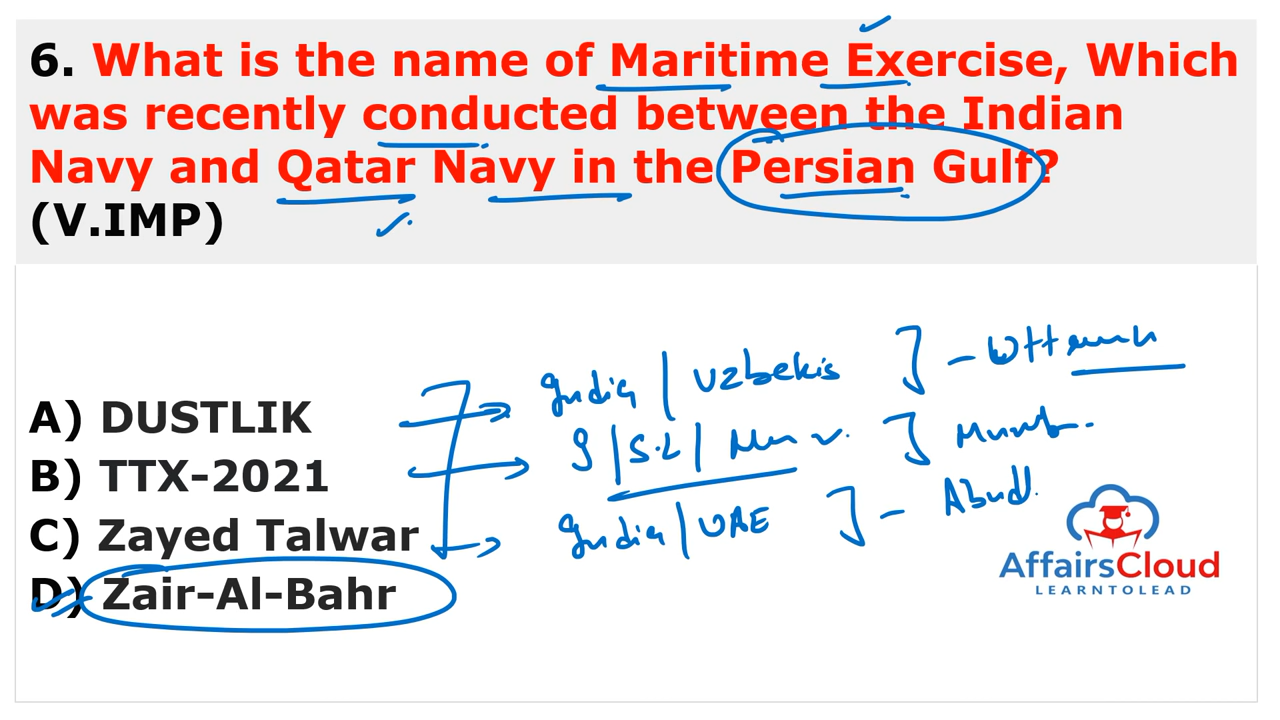 6. What is the name of Maritime Exercise, Which
was recently conducted between the Indian
Navy and Qatar Navy in the Persian Gulf?
(V.IMP)
A) DUSTLIK
India | Uzbekis
B) TTX-2021
C) Zayed Talwar
India | UAE
D) Zair-Al-Bahr
AffairsCloud
LEARNTOLEAD